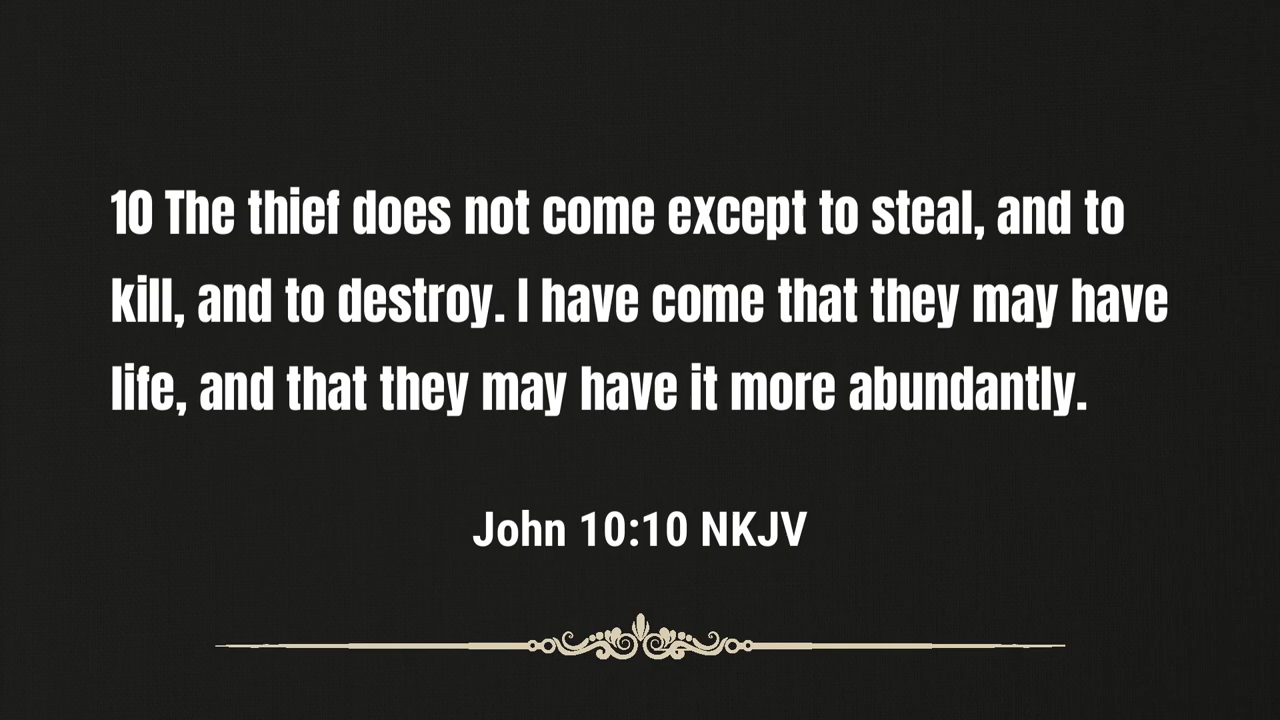 10 The thief does not come except to steal, and to
kill, and to destroy. I have come that they may have
life, and that they may have it more abundantly.
John 10:10 NKJV